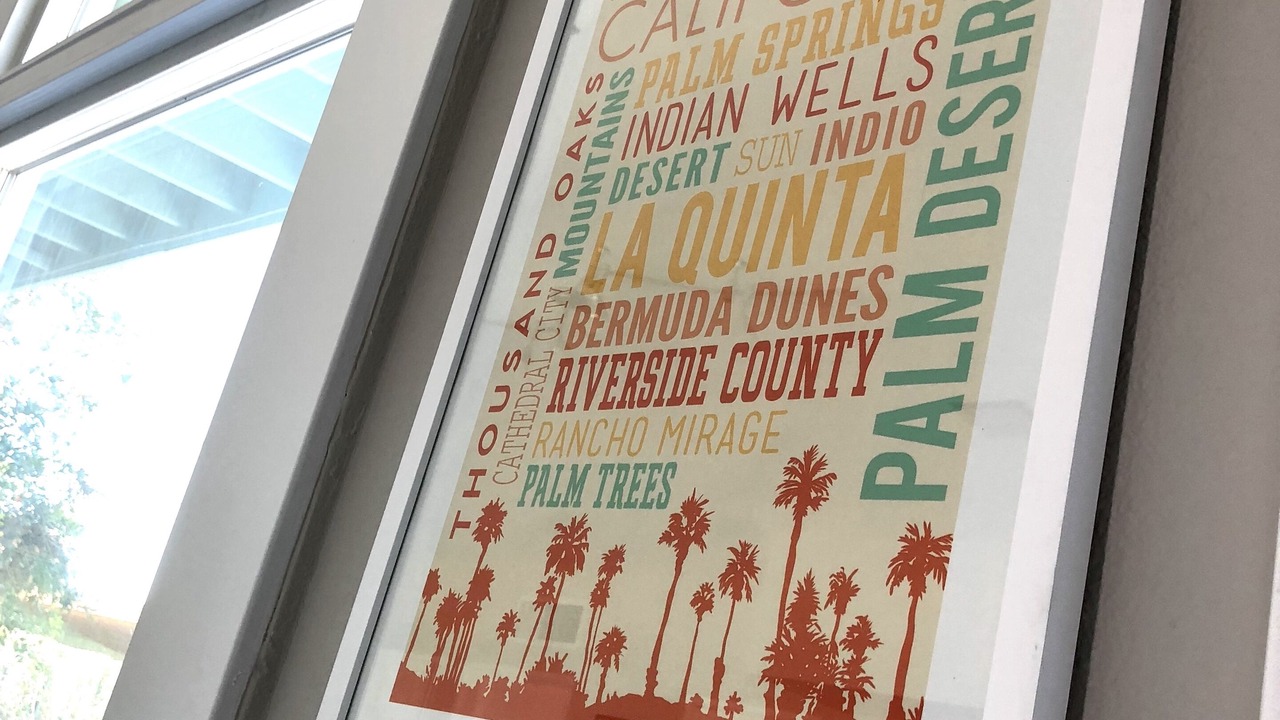 PALM SPRINGS
INDIAN WELLS
DESERT SUN INDIO
LA QUINTA
BERMUDA DUNES
RIVERSIDE COUNTY
RANCHO MIRAGE
PALM TREES
THOUSAND OAKS
MOUNTAINS
CATHEDRAL CITY
PALM DESER